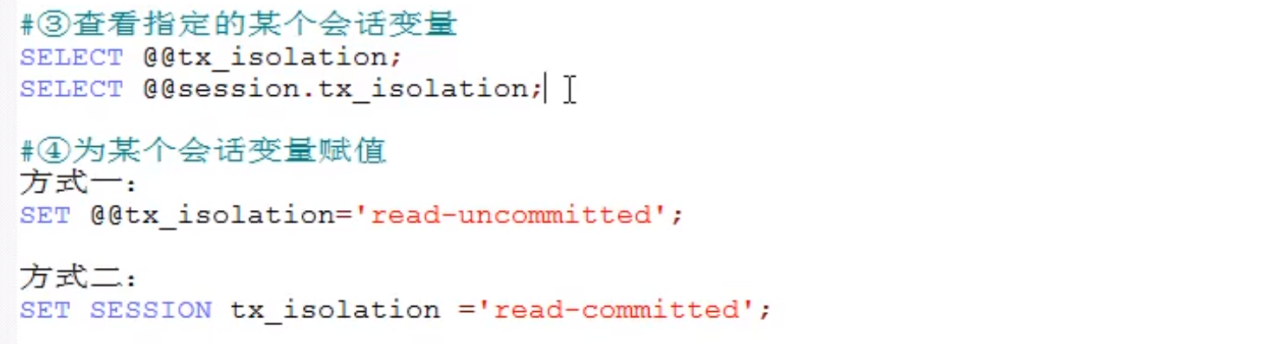 #③查看指定的某个会话变量
SELECT @@tx_isolation;
SELECT @@session.tx_isolation;
#④为某个会话变量赋值
方式一：
SET @@tx_isolation='read-uncommitted';
方式二：
SET SESSION tx_isolation ='read-committed';